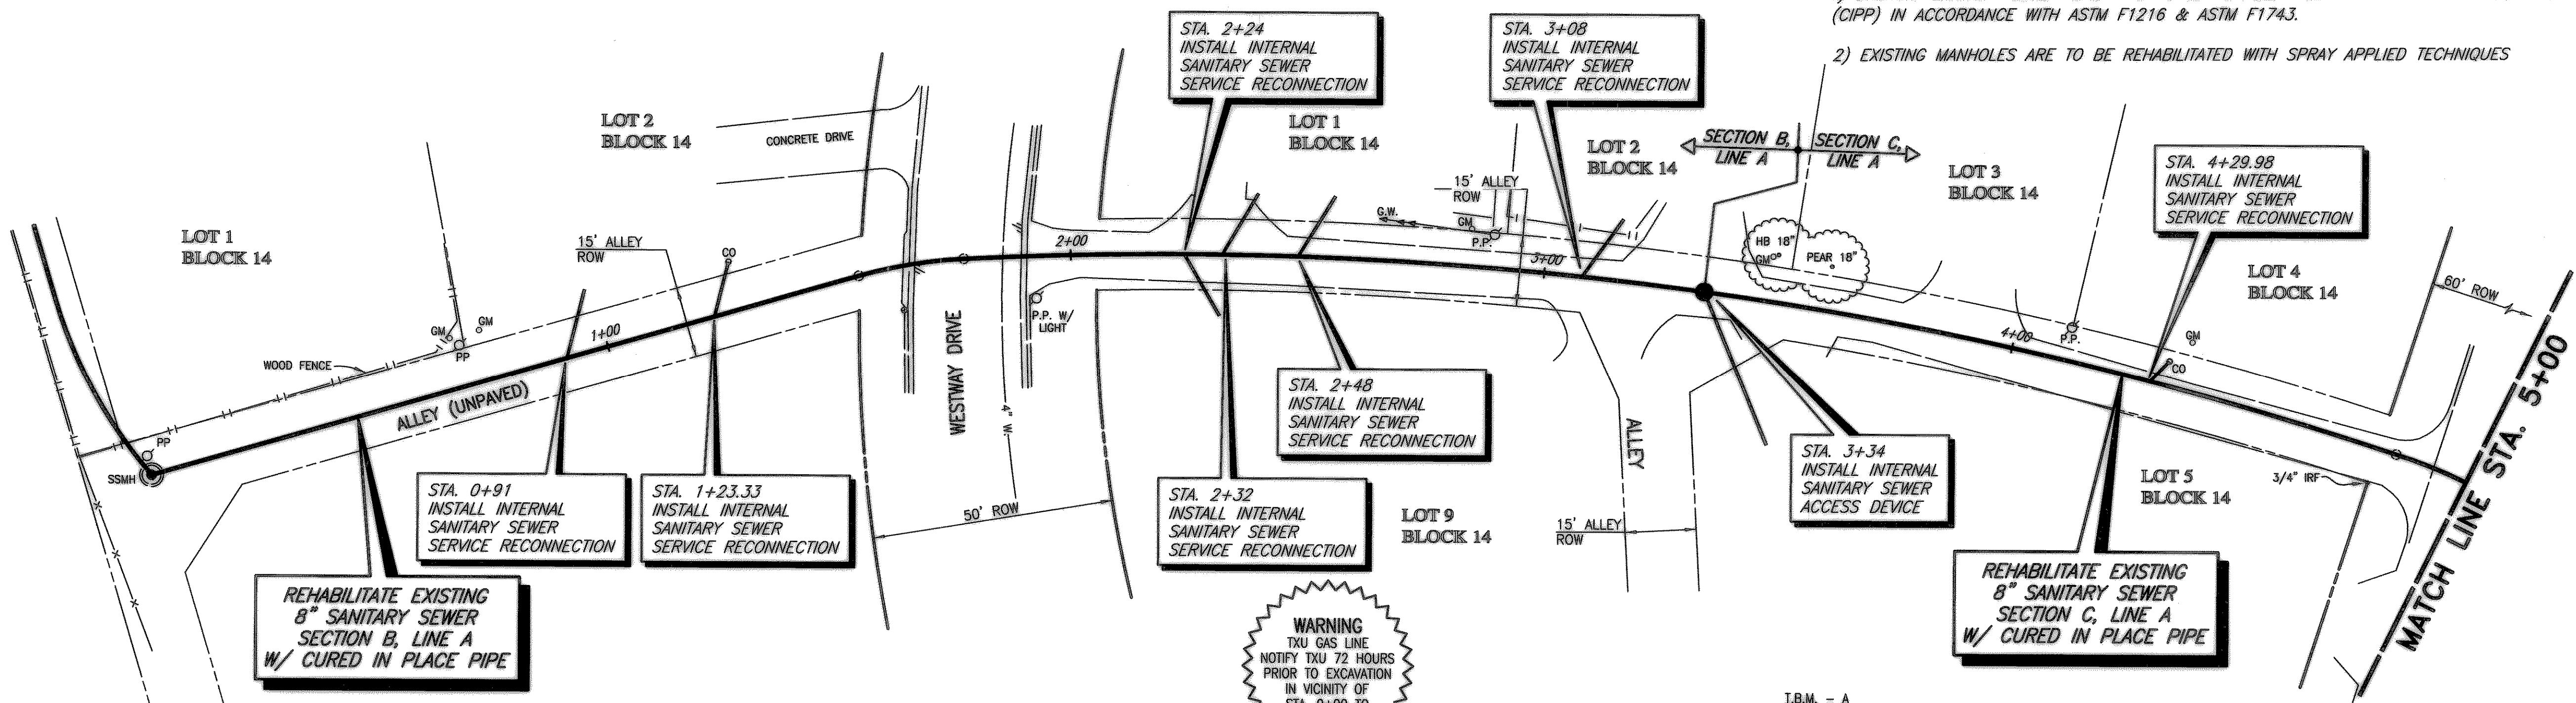 (CIPP) IN ACCORDANCE WITH ASTM F1216 & ASTM F1743.
2) EXISTING MANHOLES ARE TO BE REHABILITATED WITH SPRAY APPLIED TECHNIQUES
STA. 2+24
INSTALL INTERNAL
SANITARY SEWER
SERVICE RECONNECTION
STA. 3+08
INSTALL INTERNAL
SANITARY SEWER
SERVICE RECONNECTION
LOT 2
BLOCK 14
CONCRETE DRIVE
LOT 1
BLOCK 14
LOT 2
BLOCK 14
SECTION B,
LINE A
SECTION C,
LINE A
LOT 3
BLOCK 14
STA. 4+29.98
INSTALL INTERNAL
SANITARY SEWER
SERVICE RECONNECTION
LOT 1
BLOCK 14
15' ALLEY
ROW
CO
2+00
15' ALLEY
ROW
G.W.
GM
P.P.
3+00
HB 18"
GM
PEAR 18"
LOT 4
BLOCK 14
60' ROW
GM
GM
PP
1+00
WOOD FENCE
ALLEY (UNPAVED)
WESTWAY DRIVE
P.P. W/
LIGHT
4" W.
4+00
P.P.
GM
CO
PP
SSMH
STA. 0+91
INSTALL INTERNAL
SANITARY SEWER
SERVICE RECONNECTION
STA. 1+23.33
INSTALL INTERNAL
SANITARY SEWER
SERVICE RECONNECTION
50' ROW
STA. 2+48
INSTALL INTERNAL
SANITARY SEWER
SERVICE RECONNECTION
STA. 2+32
INSTALL INTERNAL
SANITARY SEWER
SERVICE RECONNECTION
LOT 9
BLOCK 14
ALLEY
15' ALLEY
ROW
STA. 3+34
INSTALL INTERNAL
SANITARY SEWER
ACCESS DEVICE
LOT 5
BLOCK 14
3/4" IRF
MATCH LINE STA. 5+00
REHABILITATE EXISTING
8" SANITARY SEWER
SECTION B, LINE A
W/ CURED IN PLACE PIPE
REHABILITATE EXISTING
8" SANITARY SEWER
SECTION C, LINE A
W/ CURED IN PLACE PIPE
WARNING
TXU GAS LINE
NOTIFY TXU 72 HOURS
PRIOR TO EXCAVATION
IN VICINITY OF
T.B.M. - A